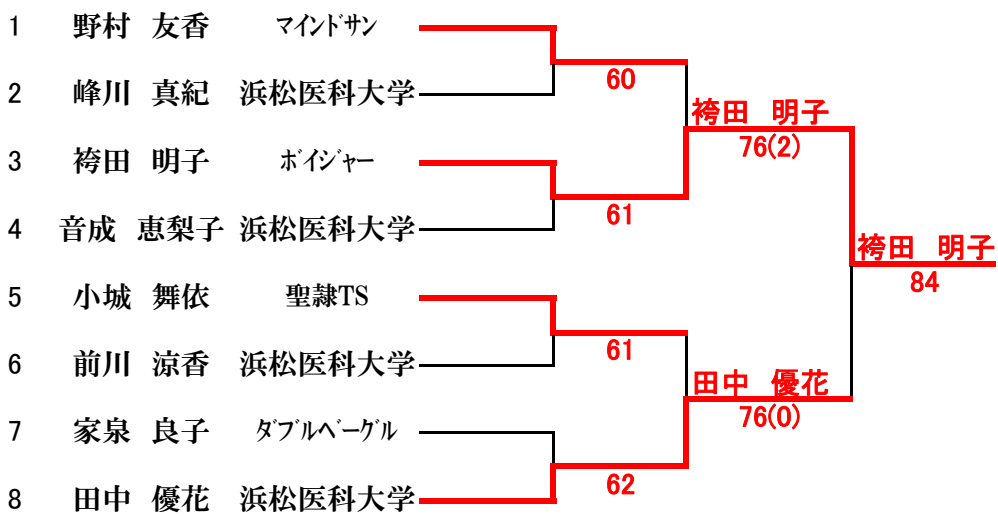 1 野村 友香 マインドサン
60
2 峰川 真紀 浜松医科大学
袴田 明子
76(2)
3 袴田 明子 ボイジャー
61
4 音成 恵梨子 浜松医科大学
袴田 明子
84
5 小城 舞依 聖隷TS
61
6 前川 涼香 浜松医科大学
田中 優花
76(0)
7 家泉 良子 ダブルベーグル
62
8 田中 優花 浜松医科大学